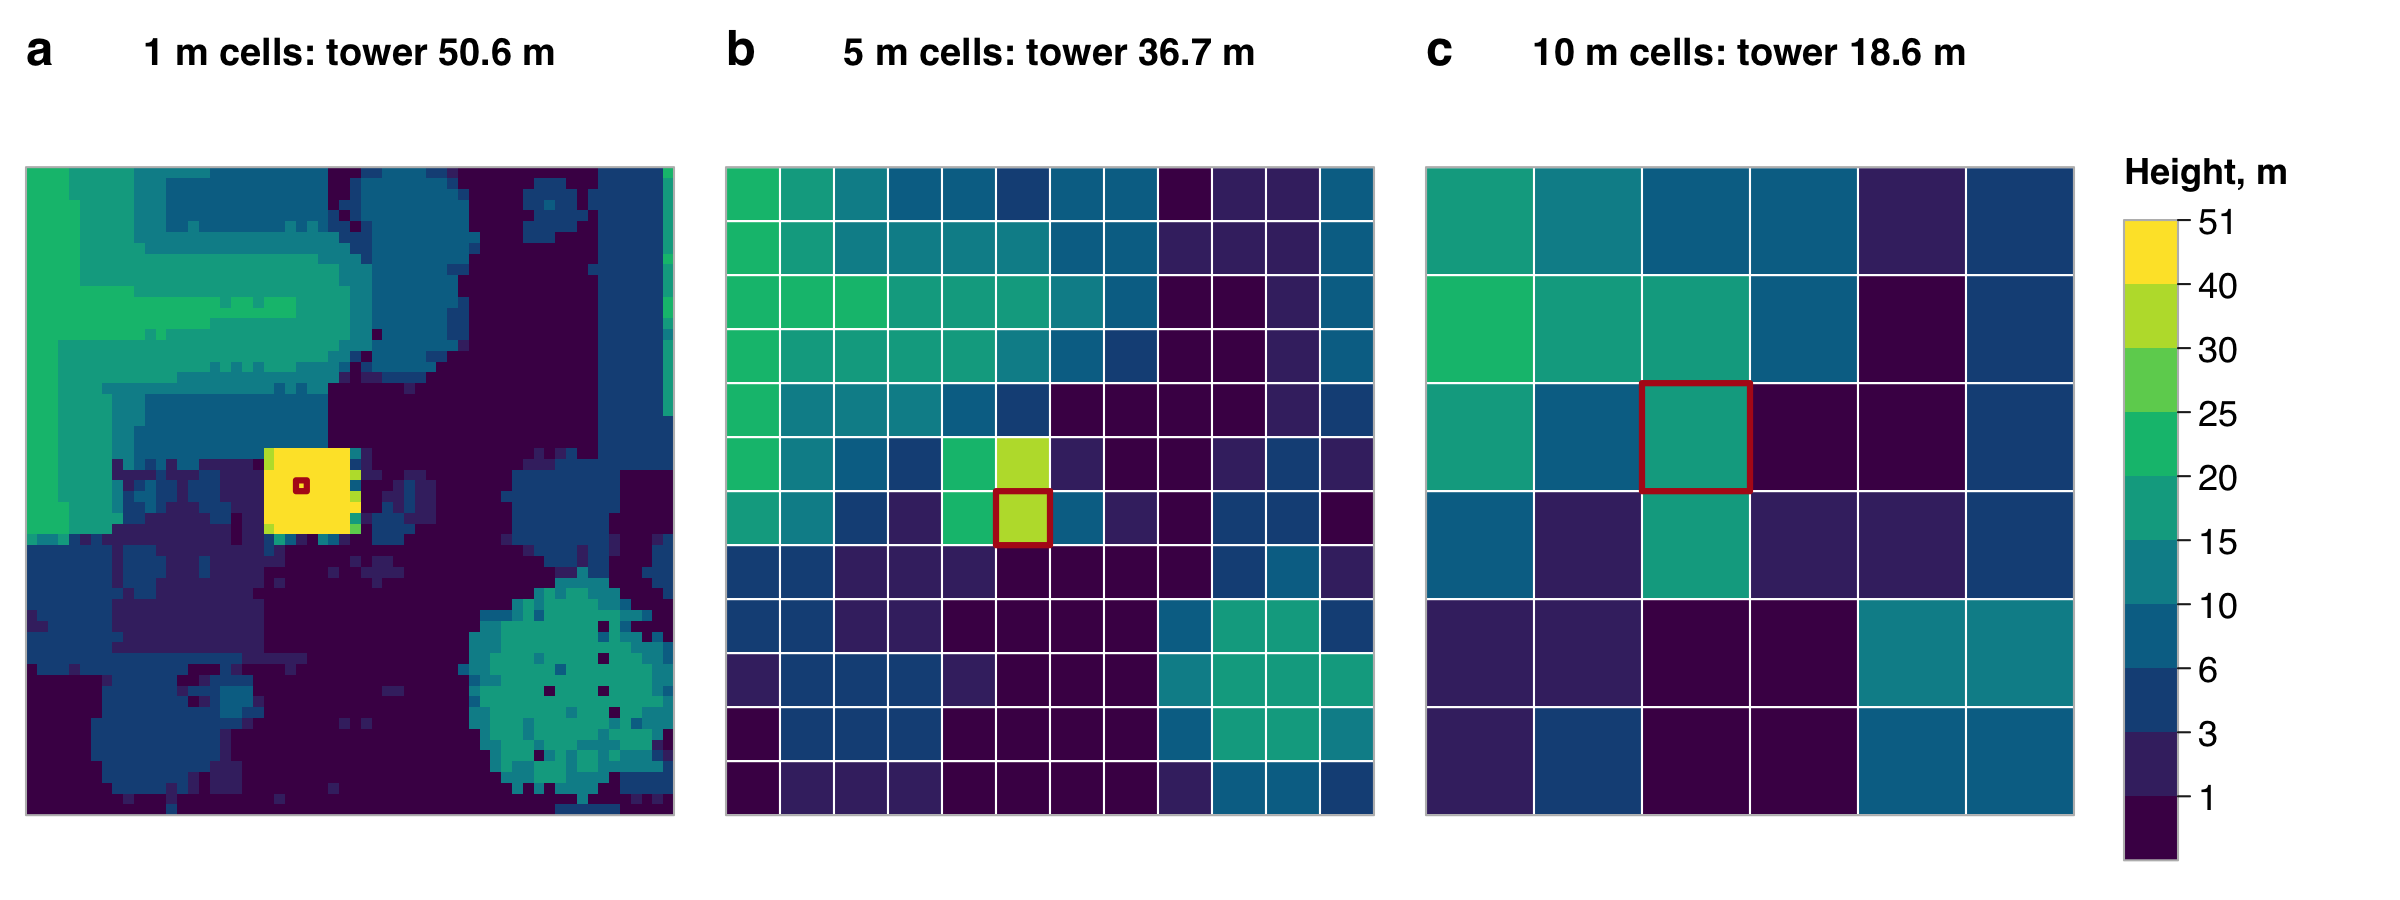 a 1 m cells: tower 50.6 m
b 5 m cells: tower 36.7 m
c 10 m cells: tower 18.6 m
Height, m
51
40
30
25
20
15
10
6
3
1